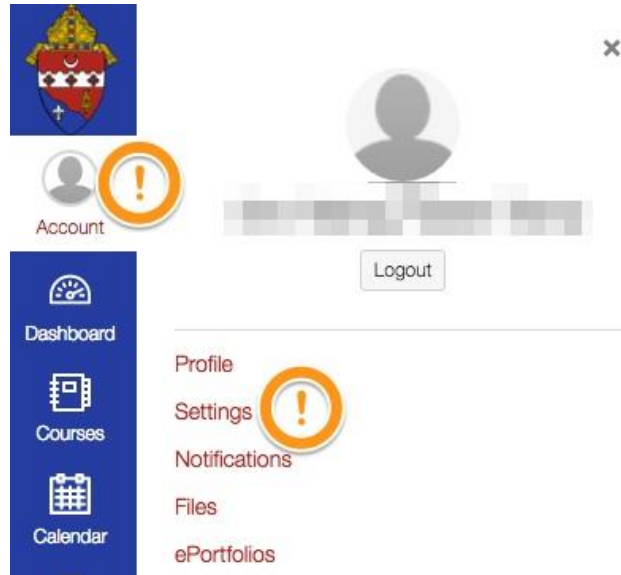 Account
Dashboard
Courses
Calendar
Logout
Profile
Settings
Notifications
Files
ePortfolios